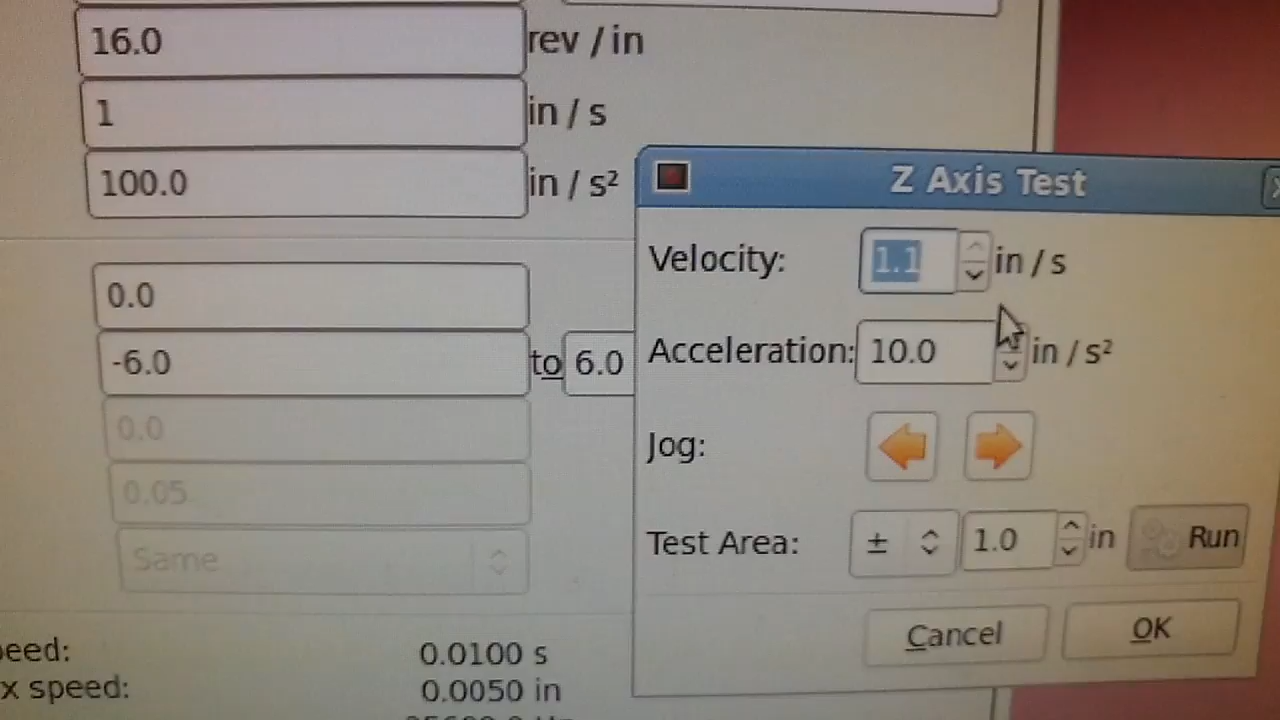 16.0 rev / in
1 in / s
100.0 in / s²
0.0
-6.0 to 6.0
0.0
0.05
Same
eed: 0.0100 s
x speed: 0.0050 in
Z Axis Test
Velocity: 1.1 in / s
Acceleration: 10.0 in / s²
Jog:
Test Area: ± 1.0 in Run
Cancel OK